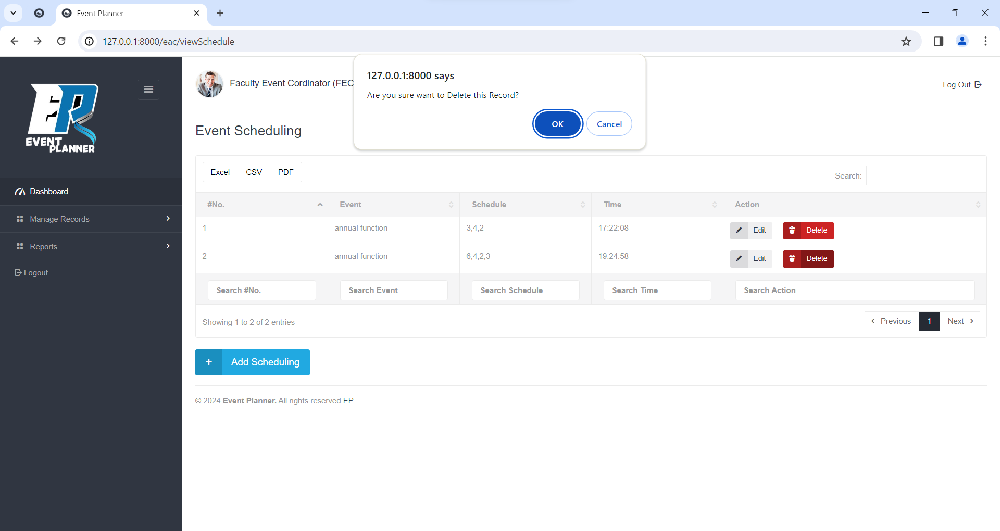 Event Planner
127.0.0.1:8000/eac/viewSchedule
127.0.0.1:8000 says
Are you sure want to Delete this Record?
OK
Cancel
EVENT
PLANNER
Faculty Event Cordinator (FEC
Log Out
Event Scheduling
Dashboard
Manage Records
Reports
Logout
Excel CSV PDF
Search:
#No. Event Schedule Time Action
1 annual function 3,4,2 17:22:08 Edit Delete
2 annual function 6,4,2,3 19:24:58 Edit Delete
Search #No. Search Event Search Schedule Search Time Search Action
Showing 1 to 2 of 2 entries
Previous 1 Next
+ Add Scheduling
© 2024 Event Planner. All rights reserved.EP